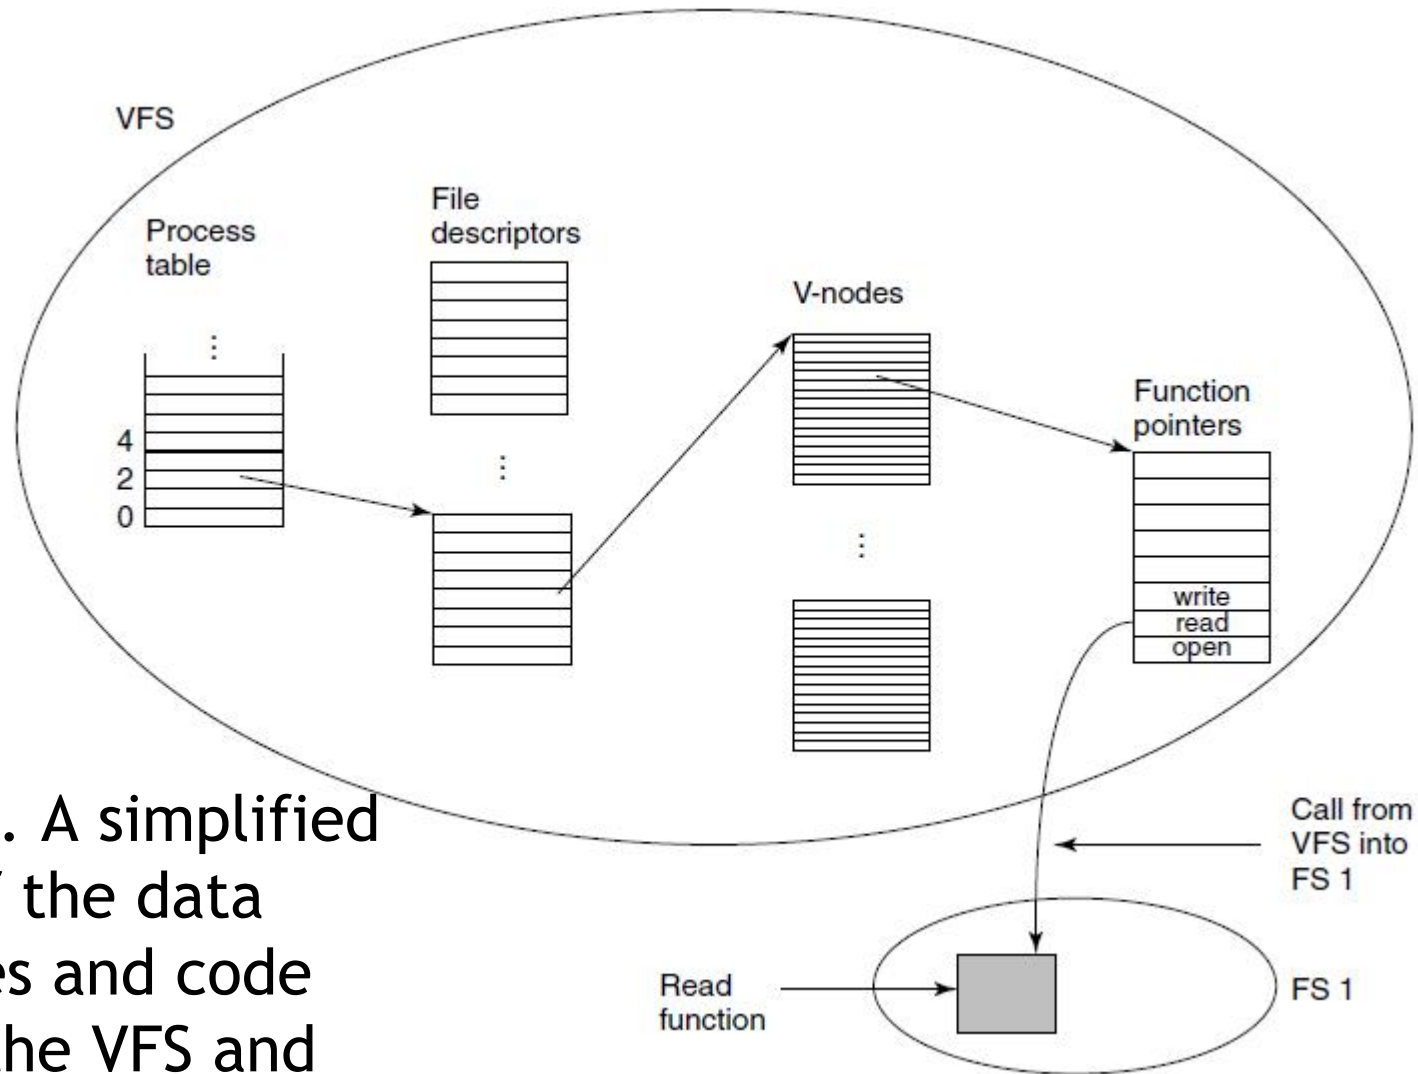 VFS
File
descriptors
Process
table
V-nodes
Function
pointers
4
2
0
write
read
open
. A simplified
the data
es and code
he VFS and
Call from
VFS into
FS 1
Read
function
FS 1